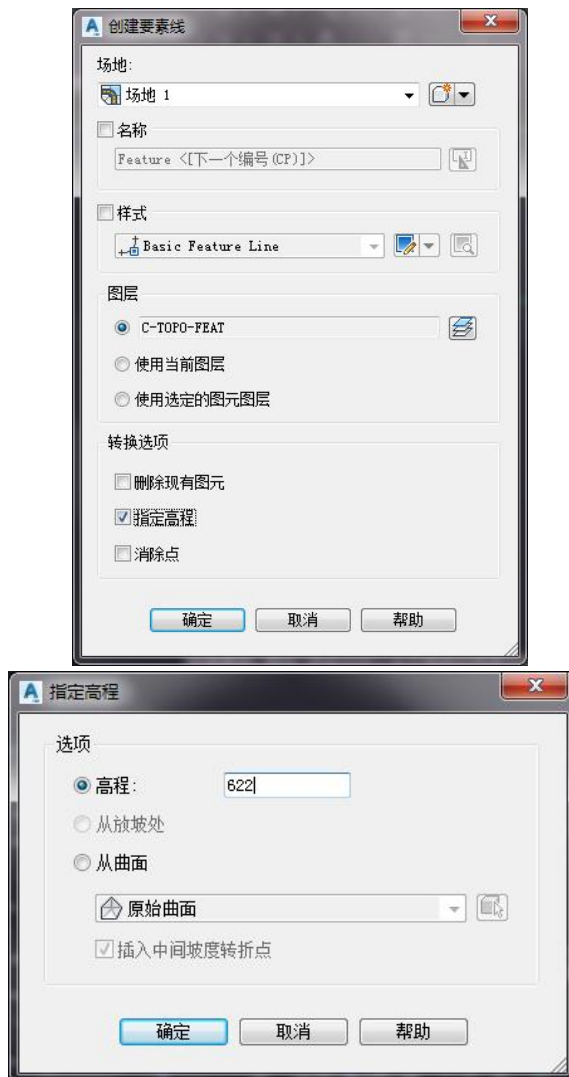 创建要素线
场地:
场地 1
名称
Feature <[下一个编号(CP)]>
样式
Basic Feature Line
图层
C-TOPO-FEAT
使用当前图层
使用选定的图元图层
转换选项
删除现有图元
指定高程
消除点
确定 取消 帮助
指定高程
选项
高程: 622
从放坡处
从曲面
原始曲面
插入中间坡度转折点
确定 取消 帮助